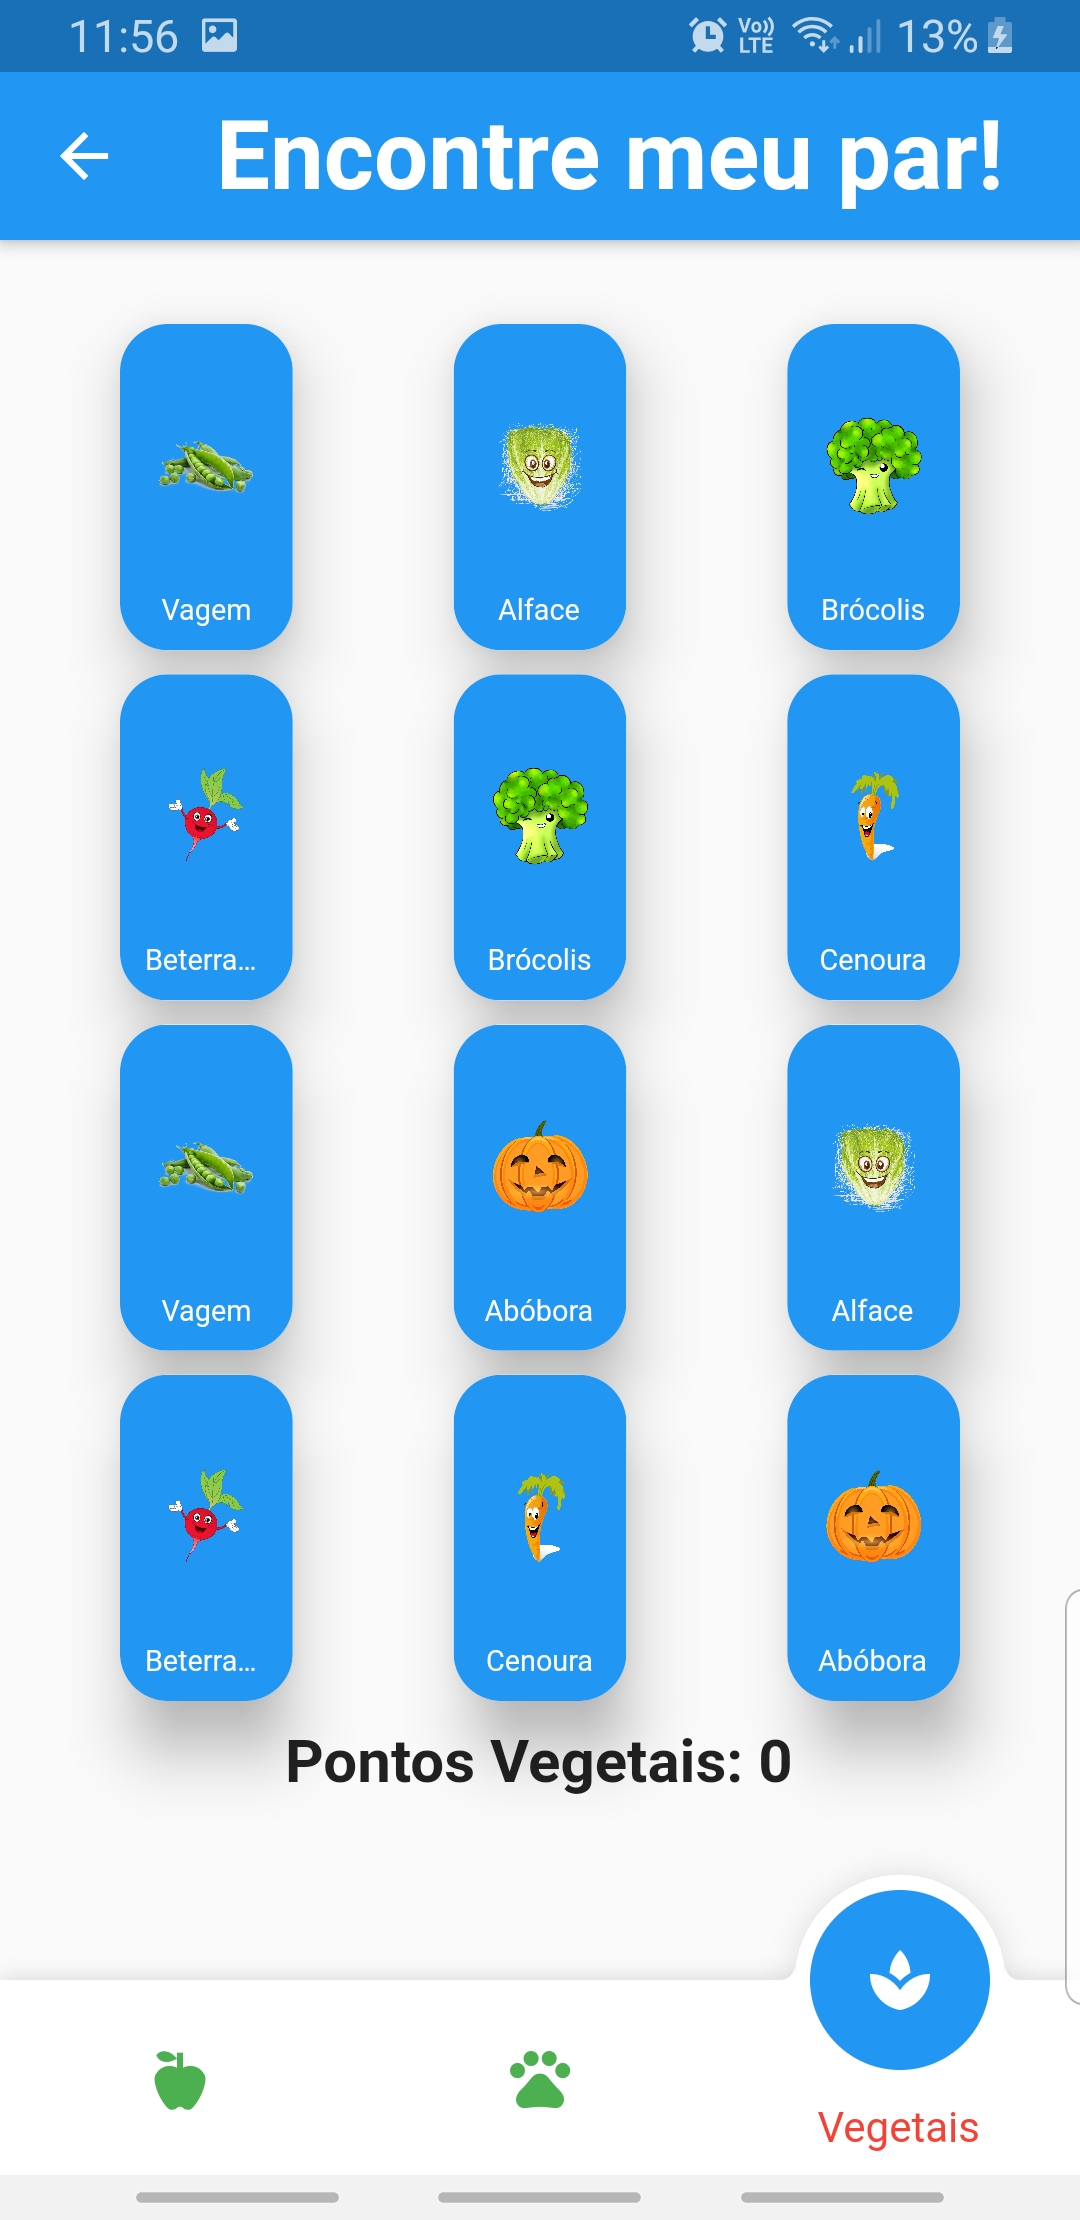 11:56 Vo)) LTE 13%
Encontre meu par!
Vagem Alface Brócolis
Beterra... Brócolis Cenoura
Vagem Abóbora Alface
Beterra... Cenoura Abóbora
Pontos Vegetais: 0
Vegetais